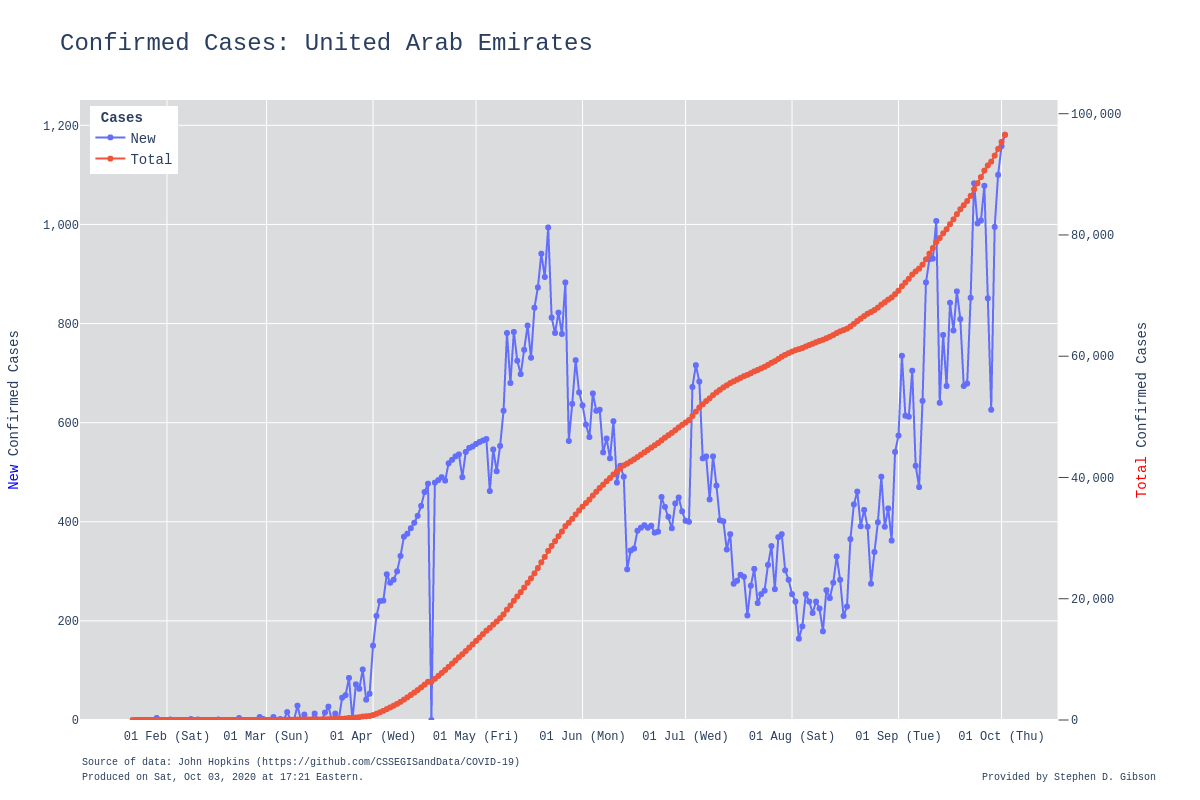 Confirmed Cases: United Arab Emirates
Cases
New
Total
1,200
1,000
800
600
400
200
0
100,000
80,000
60,000
40,000
20,000
0
New Confirmed Cases
Total Confirmed Cases
01 Feb (Sat) 01 Mar (Sun) 01 Apr (Wed) 01 May (Fri) 01 Jun (Mon) 01 Jul (Wed) 01 Aug (Sat) 01 Sep (Tue) 01 Oct (Thu)
Source of data: John Hopkins (https://github.com/CSSEGISandData/COVID-19)
Produced on Sat, Oct 03, 2020 at 17:21 Eastern.
Provided by Stephen D. Gibson